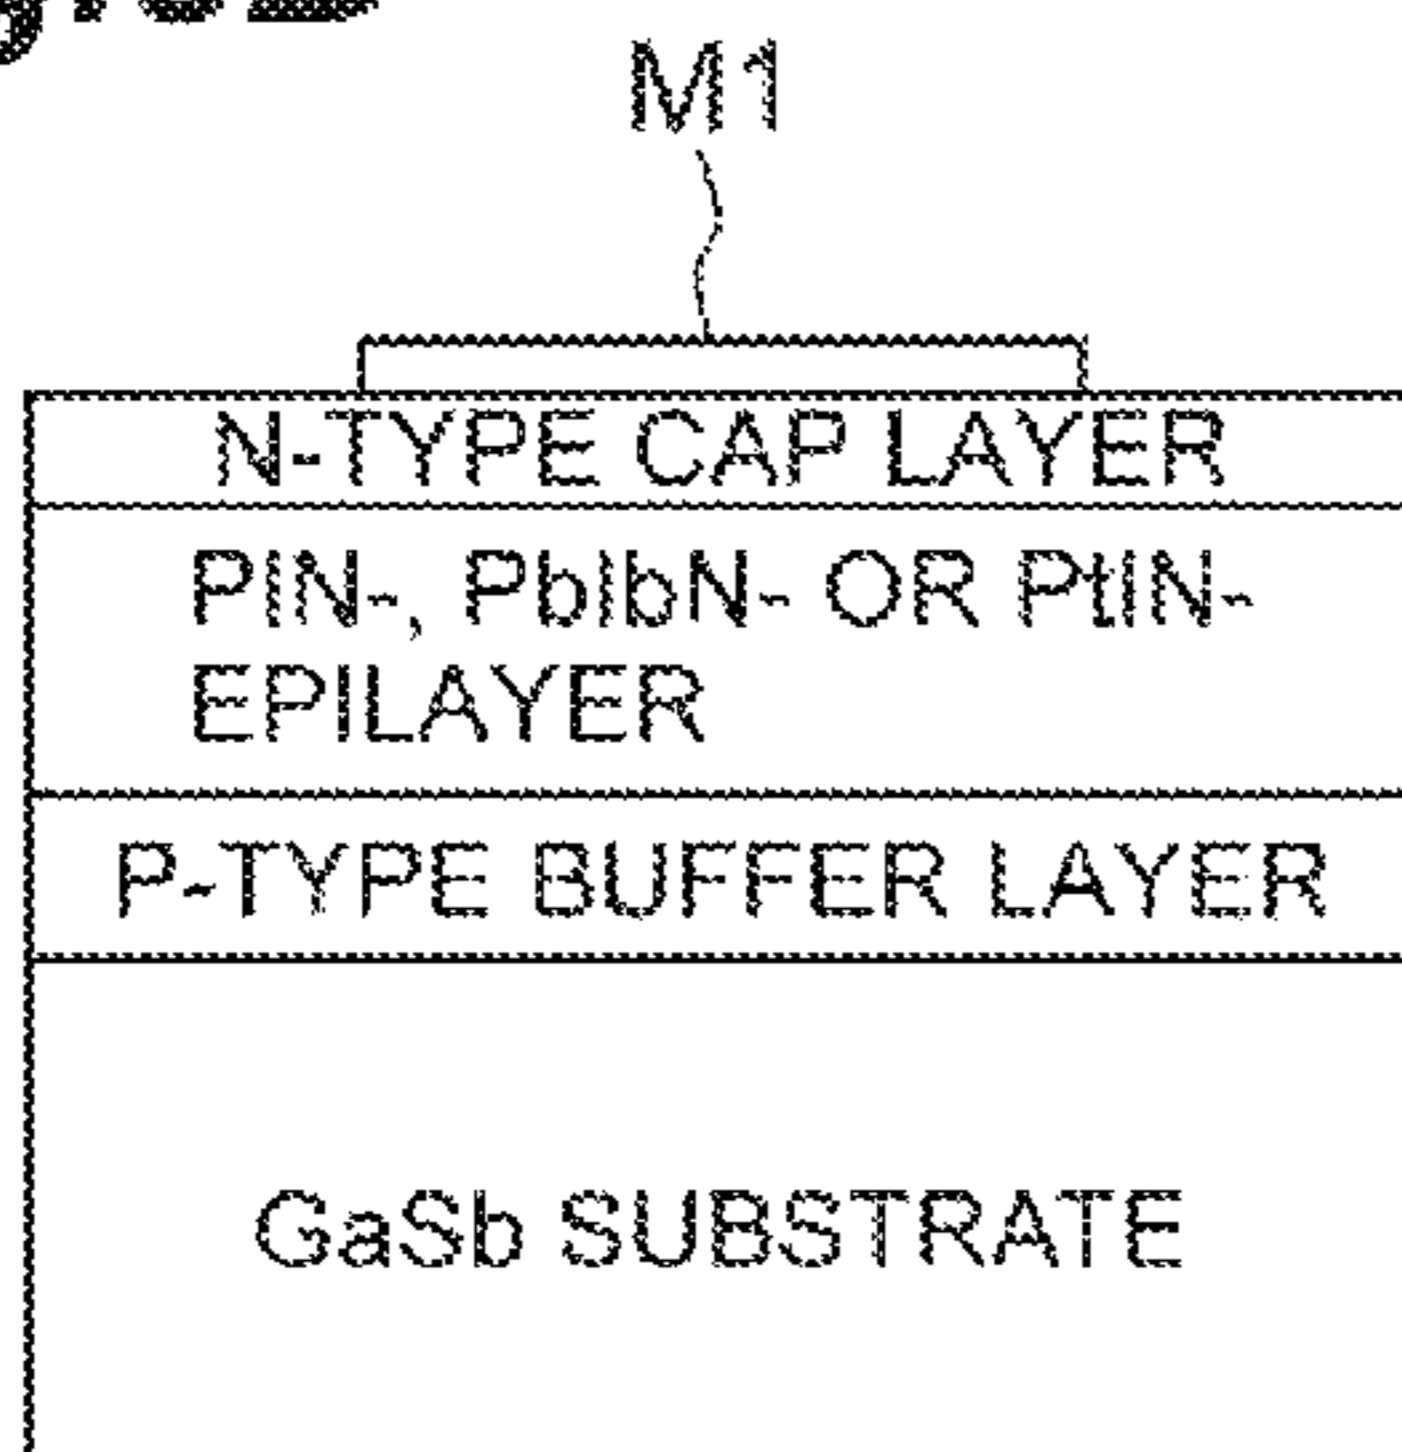 M1
N-TYPE CAP LAYER
PIN-, PbIbN- OR PtIN-
EPILAYER
P-TYPE BUFFER LAYER
GaSb SUBSTRATE